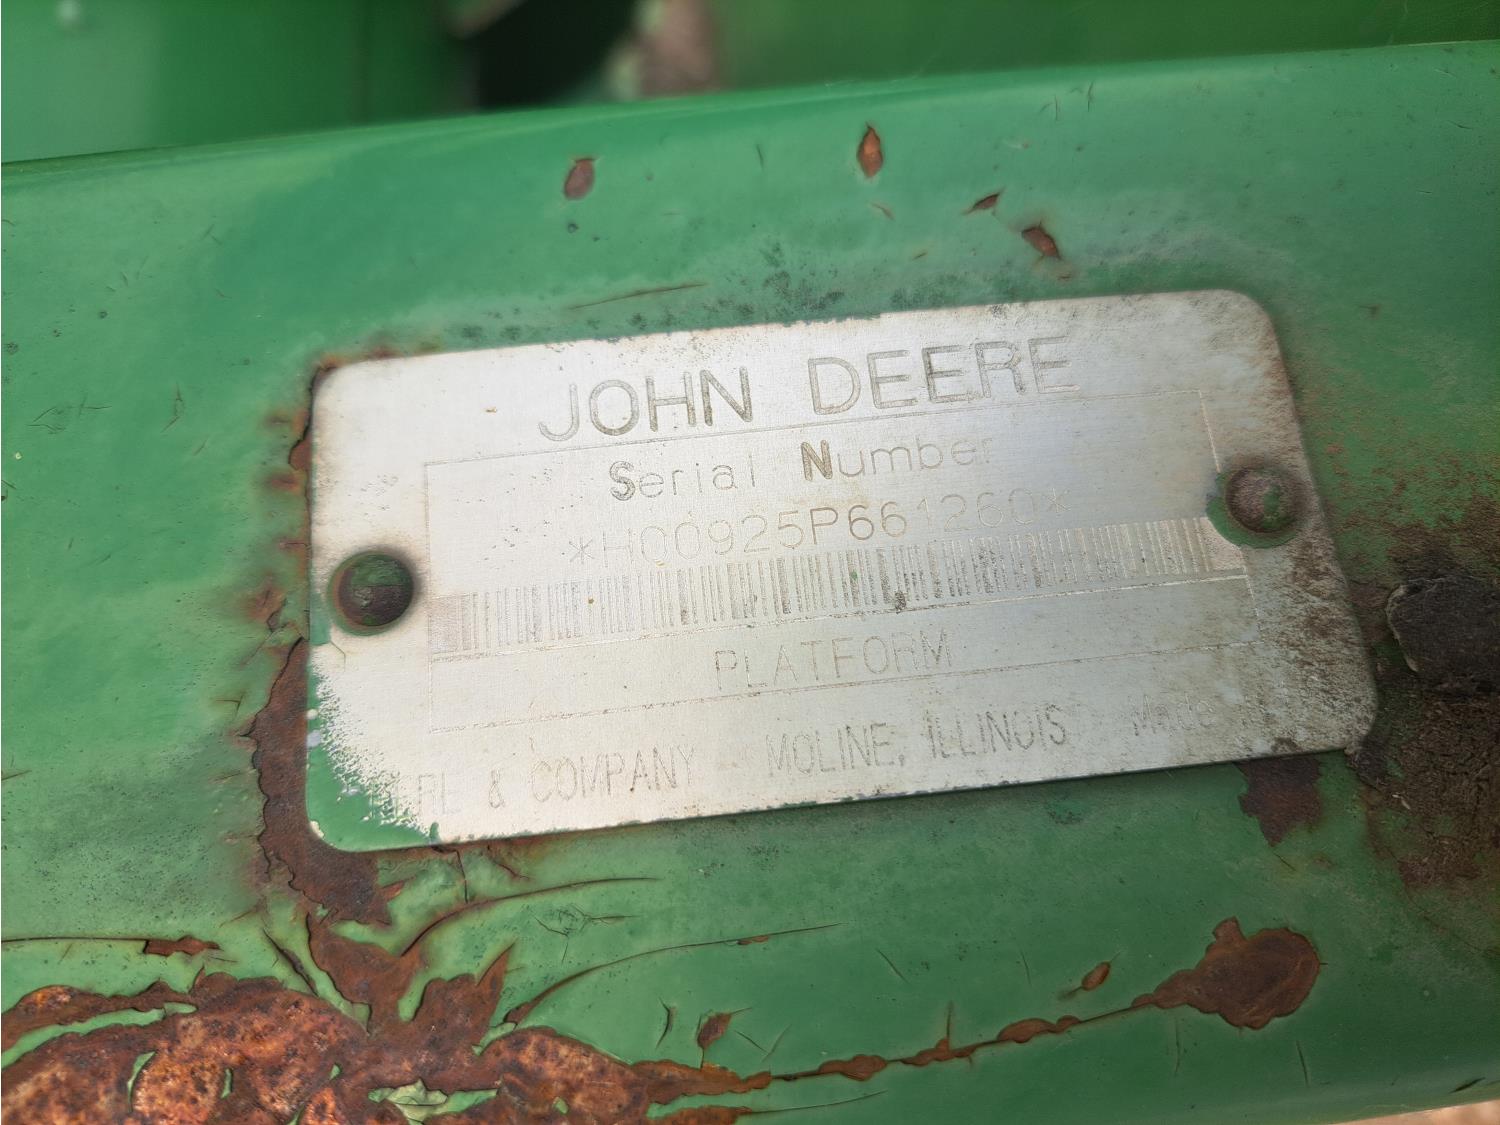 JOHN DEERE
Serial Number
*H00925P661260*
PLATFORM
& COMPANY MOLINE, ILLINOIS Made